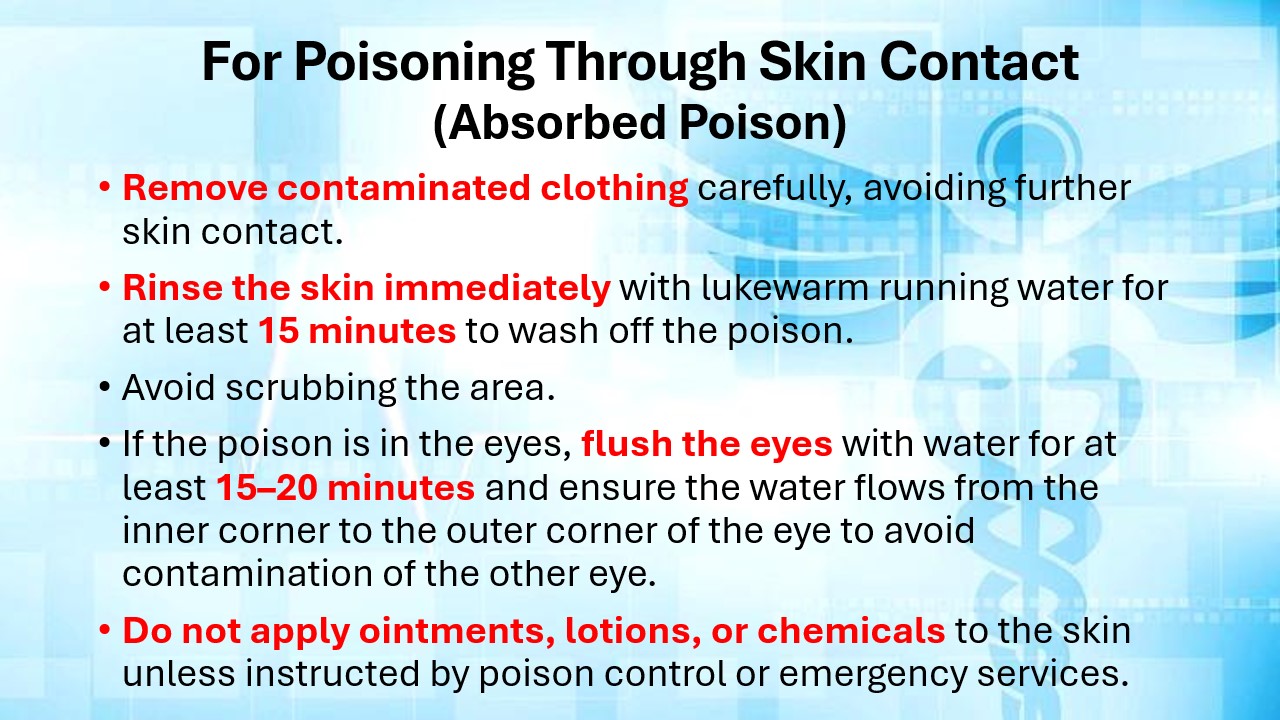 For Poisoning Through Skin Contact
(Absorbed Poison)
• Remove contaminated clothing carefully, avoiding further
skin contact.
• Rinse the skin immediately with lukewarm running water for
at least 15 minutes to wash off the poison.
• Avoid scrubbing the area.
• If the poison is in the eyes, flush the eyes with water for at
least 15–20 minutes and ensure the water flows from the
inner corner to the outer corner of the eye to avoid
contamination of the other eye.
• Do not apply ointments, lotions, or chemicals to the skin
unless instructed by poison control or emergency services.